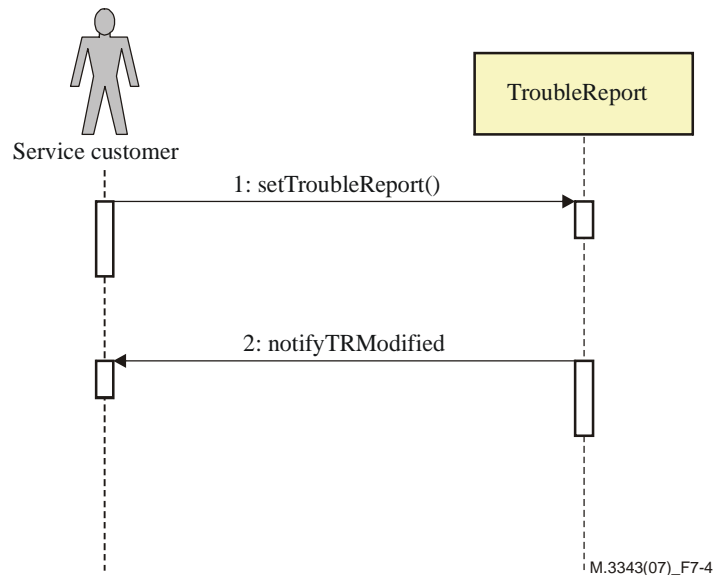 TroubleReport
Service customer
1: setTroubleReport()
2: notifyTRModified
M.3343(07)_F7-4